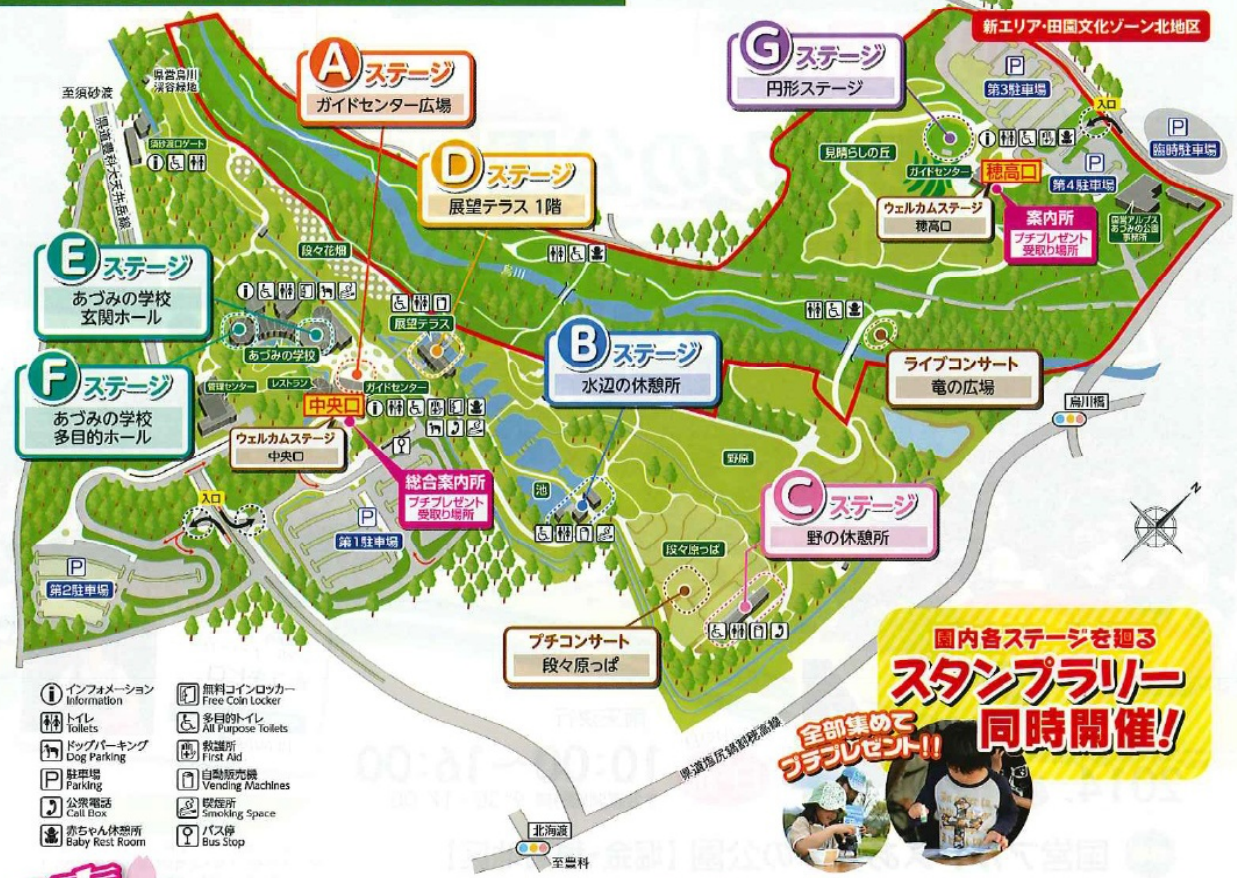 新エリア・田園文化ゾーン北地区
県営烏川
渓谷緑地
至須砂渡
県道豊科大天井岳線
須砂渡口ゲート
A ステージ
ガイドセンター広場
G ステージ
円形ステージ
P
第3駐車場
入口
P
臨時駐車場
見晴らしの丘
ガイドセンター
穂高口
P
第4駐車場
ウェルカムステージ
穂高口
案内所
プチプレゼント
受取り場所
国営アルプス
あづみの公園
事務所
D ステージ
展望テラス 1階
段々花畑
烏川
E ステージ
あづみの学校
玄関ホール
展望テラス
あづみの学校
B ステージ
水辺の休憩所
ライブコンサート
竜の広場
F ステージ
あづみの学校
多目的ホール
管理センター
レストラン
ガイドセンター
中央口
ウェルカムステージ
中央口
烏川橋
総合案内所
プチプレゼント
受取り場所
野原
池
C ステージ
野の休憩所
入口
P
第1駐車場
P
第2駐車場
段々原っぱ
プチコンサート
段々原っぱ
N
園内各ステージを廻る
スタンプラリー
同時開催!
全部集めて
プチプレゼント!!
県道塩尻鍋割穂高線
北海渡
至豊科
インフォメーション
Information
トイレ
Toilets
ドッグパーキング
Dog Parking
P
駐車場
Parking
公衆電話
Call Box
赤ちゃん休憩所
Baby Rest Room
無料コインロッカー
Free Coin Locker
多目的トイレ
All Purpose Toilets
救護所
First Aid
自動販売機
Vending Machines
喫煙所
Smoking Space
バス停
Bus Stop